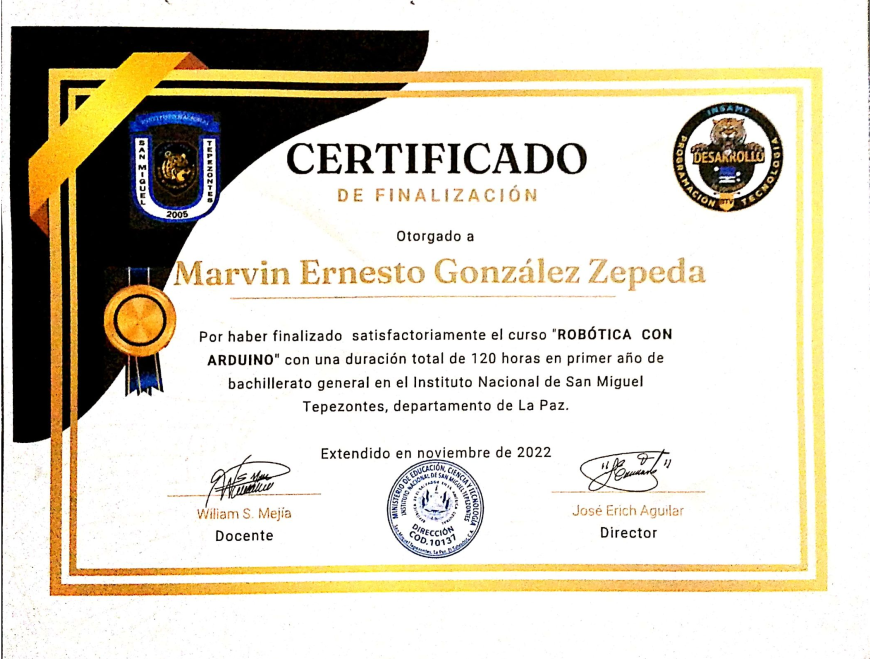 INSTITUTO NACIONAL
SAN MIGUEL
TEPEZONTES
2005
INSAMT
PROGRAMACIÓN
TECNOLOGIA
DESARROLLO
CERTIFICADO
DE FINALIZACIÓN
Otorgado a
Marvin Ernesto González Zepeda
Por haber finalizado satisfactoriamente el curso "ROBÓTICA CON
ARDUINO" con una duración total de 120 horas en primer año de
bachillerato general en el Instituto Nacional de San Miguel
Tepezontes, departamento de La Paz.
Extendido en noviembre de 2022
Wiliam S. Mejía
Docente
MINISTERIO DE EDUCACIÓN, CIENCIA Y TECNOLOGIA
INSTITUTO NACIONAL DE SAN MIGUEL TEPEZONTES
DIRECCIÓN
COD. 10137
San Miguel Tepezontes, La Paz, El Salvador, C.A.
José Erich Aguilar
Director